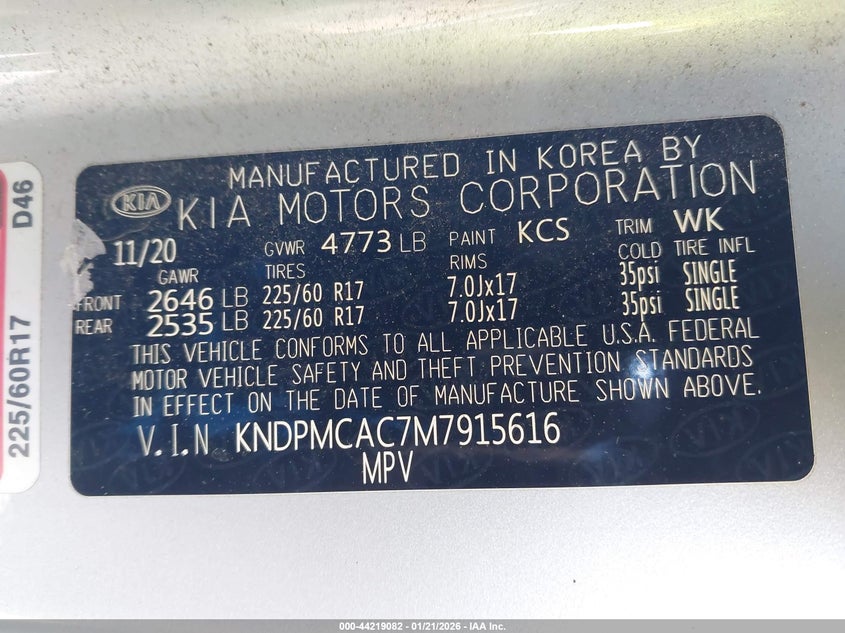 MANUFACTURED IN KOREA BY
KIA
KIA MOTORS CORPORATION
11/20 GVWR 4773 LB PAINT KCS TRIM WK
GAWR TIRES RIMS COLD TIRE INFL
FRONT 2646 LB 225/60 R17 7.0Jx17 35psi SINGLE
REAR 2535 LB 225/60 R17 7.0Jx17 35psi SINGLE
THIS VEHICLE CONFORMS TO ALL APPLICABLE U.S.A. FEDERAL
MOTOR VEHICLE SAFETY AND THEFT PREVENTION STANDARDS
IN EFFECT ON THE DATE OF MANUFACTURE SHOWN ABOVE.
V.I.N KNDPMCAC7M7915616
MPV
225/60R17 D46
000-44219082 - 01/21/2026 - IAA Inc.